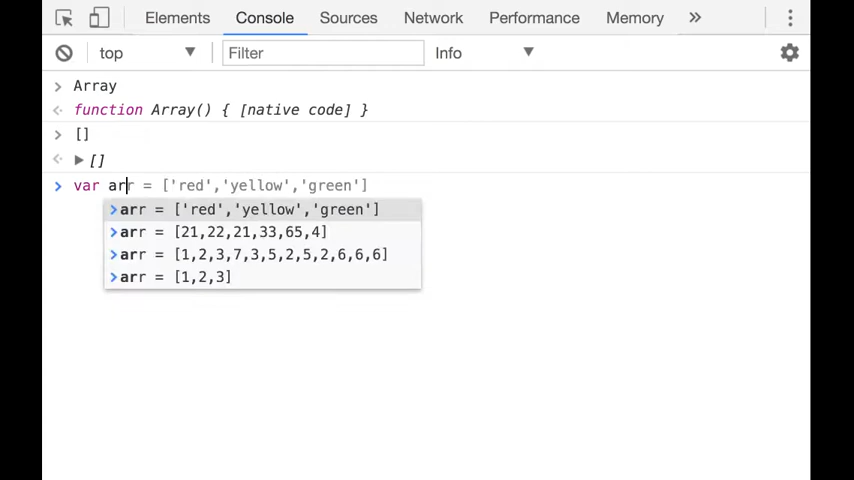 Elements Console Sources Network Performance Memory »
top Filter Info
> Array
function Array() { [native code] }
> []
[]
> var arr = ['red','yellow','green']
>arr = ['red','yellow','green']
>arr = [21,22,21,33,65,4]
>arr = [1,2,3,7,3,5,2,5,2,6,6,6]
>arr = [1,2,3]